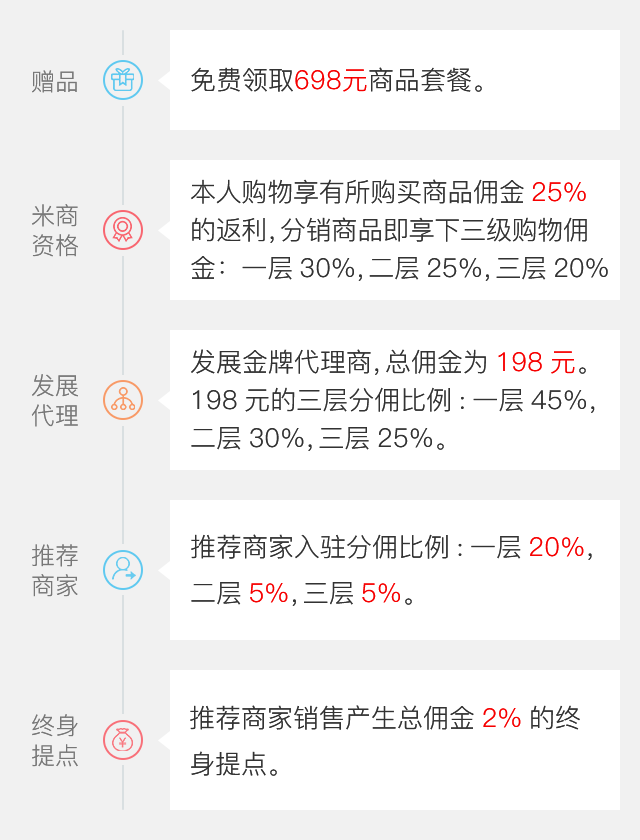 赠品
免费领取698元商品套餐。
米商
资格
本人购物享有所购买商品佣金 25%
的返利,分销商品即享下三级购物佣
金：一层 30%,二层 25%,三层 20%
发展
代理
发展金牌代理商,总佣金为 198 元。
198 元的三层分佣比例 : 一层 45%,
二层 30%,三层 25%。
推荐
商家
推荐商家入驻分佣比例 : 一层 20%,
二层 5%,三层 5%。
终身
提点
推荐商家销售产生总佣金 2% 的终
身提点。